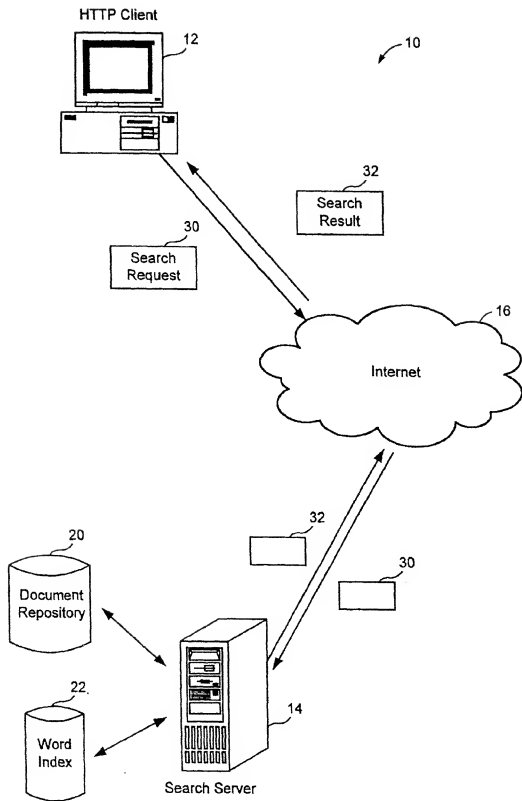 HTTP Client
12
10
32
Search
Result
30
Search
Request
16
Internet
32
30
20
Document
Repository
22
Word
Index
14
Search Server